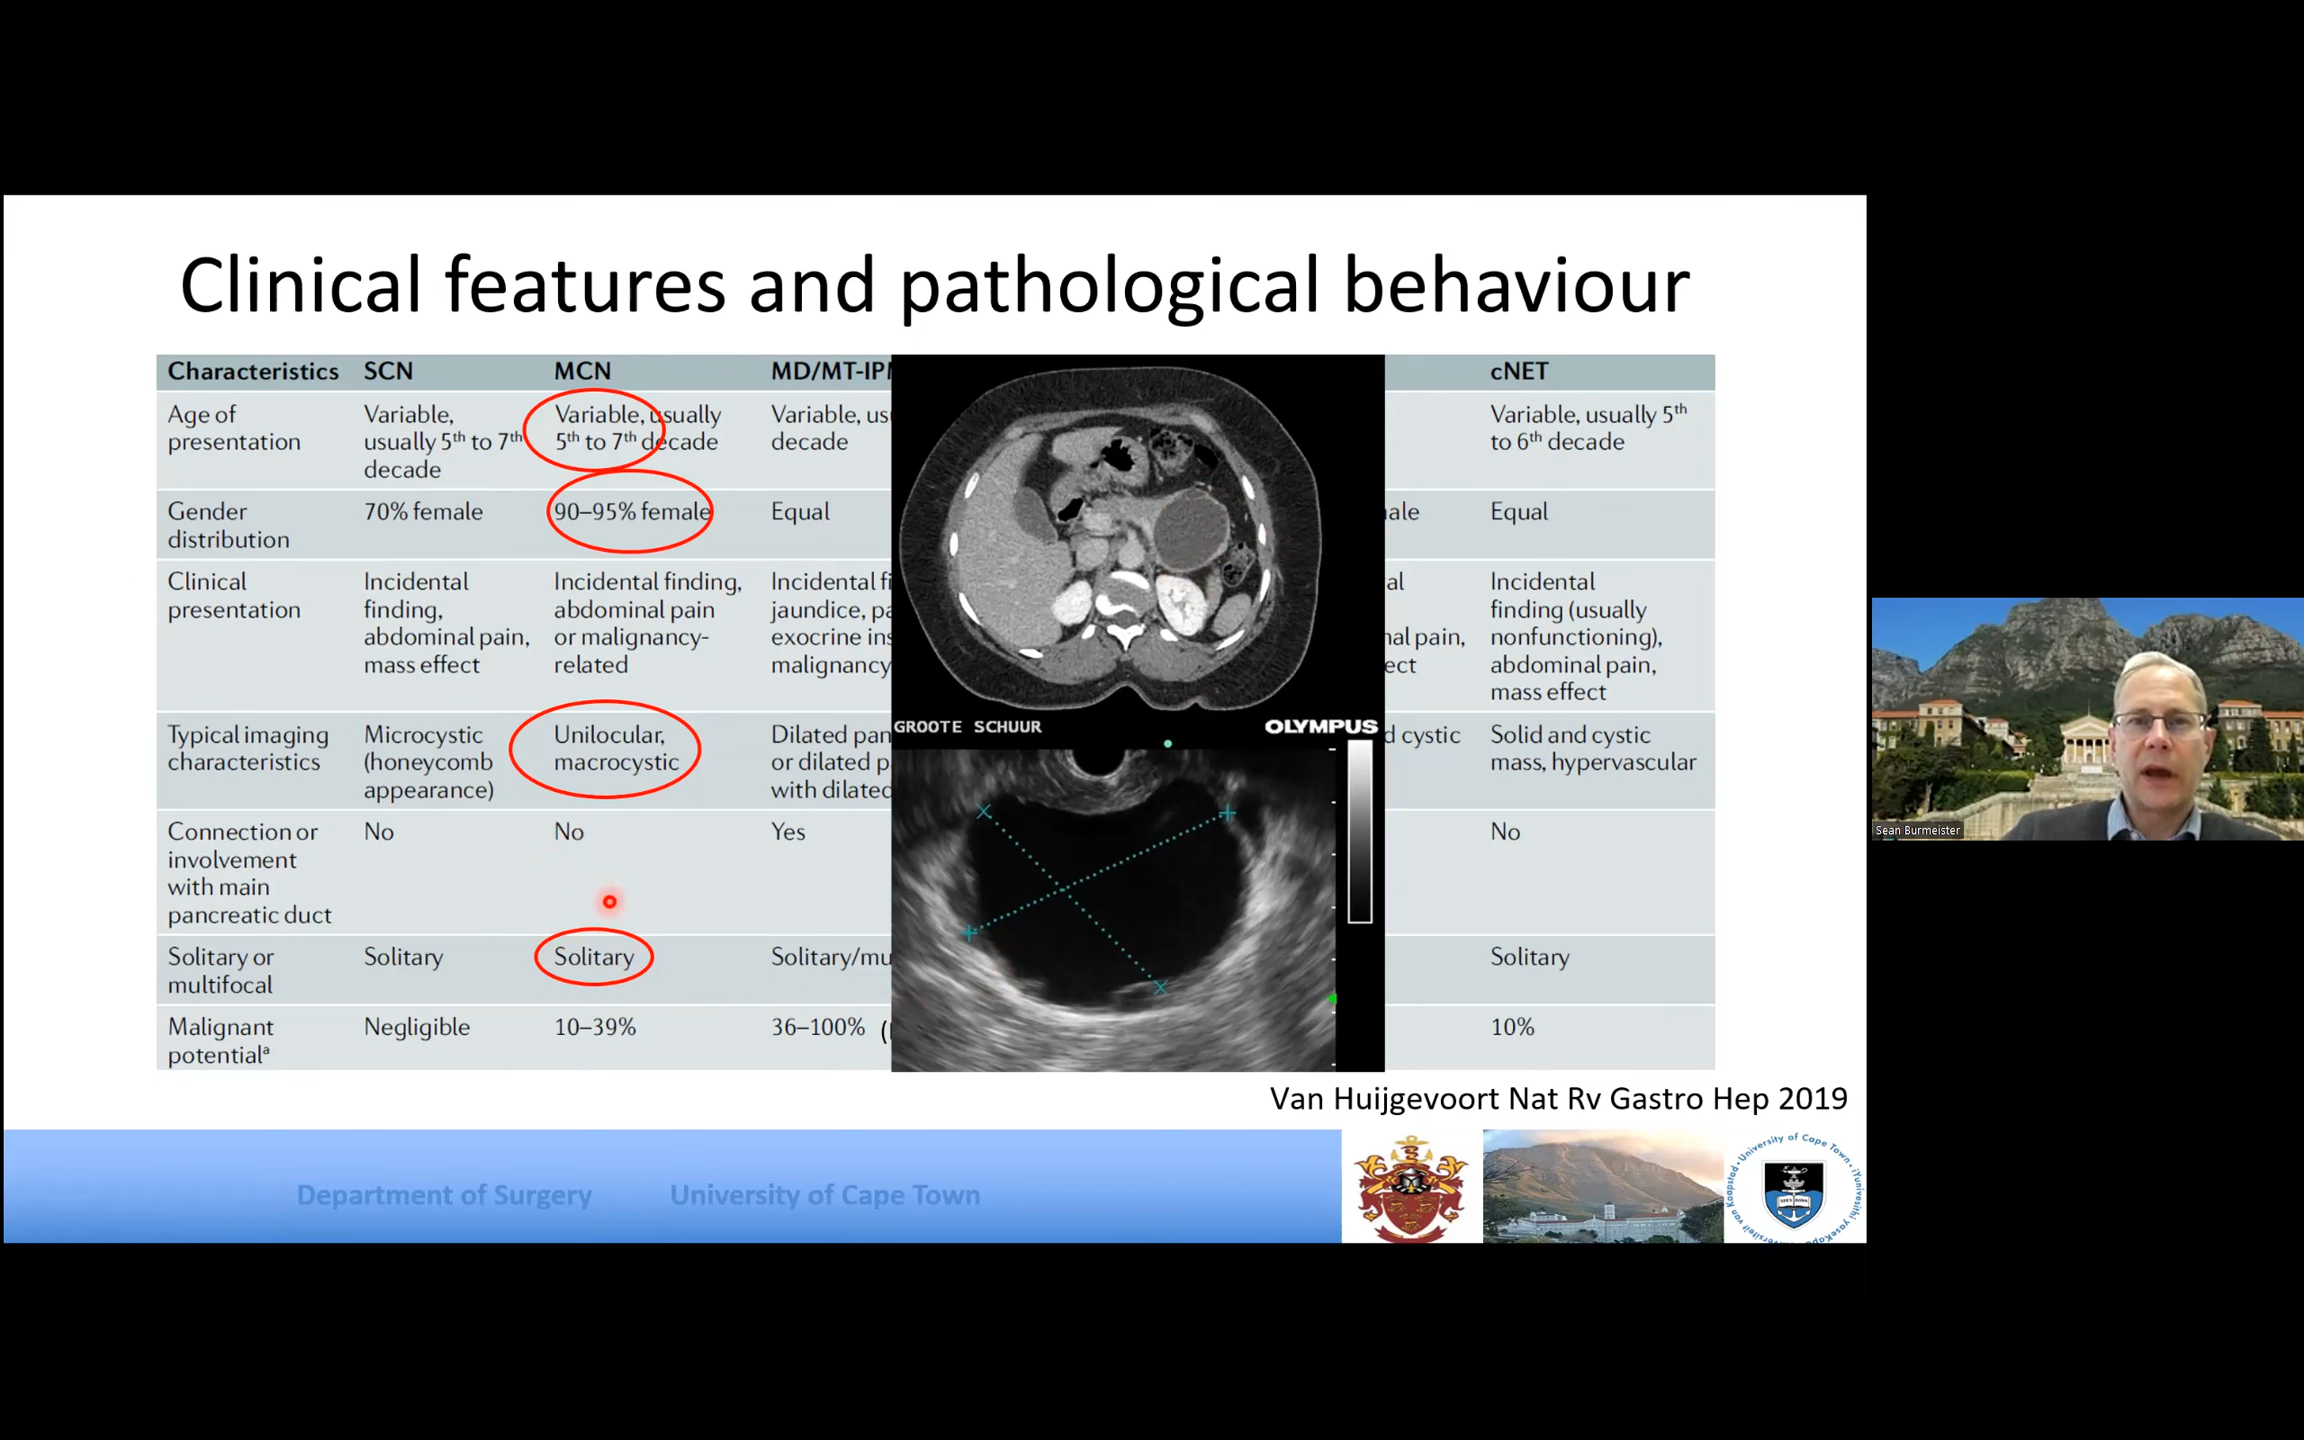 Clinical features and pathological behaviour
Characteristics SCN MCN MD/MT-IPM cNET
Age of presentation
Variable, usually 5th to 7th decade
Variable, usually 5th to 7th decade
Variable, us
decade
Variable, usually 5th to 6th decade
Gender distribution
70% female
90–95% female
Equal
ale
Equal
Clinical presentation
Incidental finding, abdominal pain, mass effect
Incidental finding, abdominal pain or malignancy-related
Incidental fi
jaundice, pa
exocrine ins
malignancy
al
nal pain,
ect
Incidental finding (usually nonfunctioning), abdominal pain, mass effect
Typical imaging characteristics
Microcystic (honeycomb appearance)
Unilocular, macrocystic
Dilated pan
or dilated p
with dilated
d cystic
Solid and cystic mass, hypervascular
Connection or involvement with main pancreatic duct
No
No
Yes
No
Solitary or multifocal
Solitary
Solitary
Solitary/mu
Solitary
Malignant potentiala
Negligible
10–39%
36–100% (
10%
GROOTE SCHUUR OLYMPUS
Van Huijgevoort Nat Rv Gastro Hep 2019
Department of Surgery University of Cape Town
University of Cape Town
Sean Burmeister